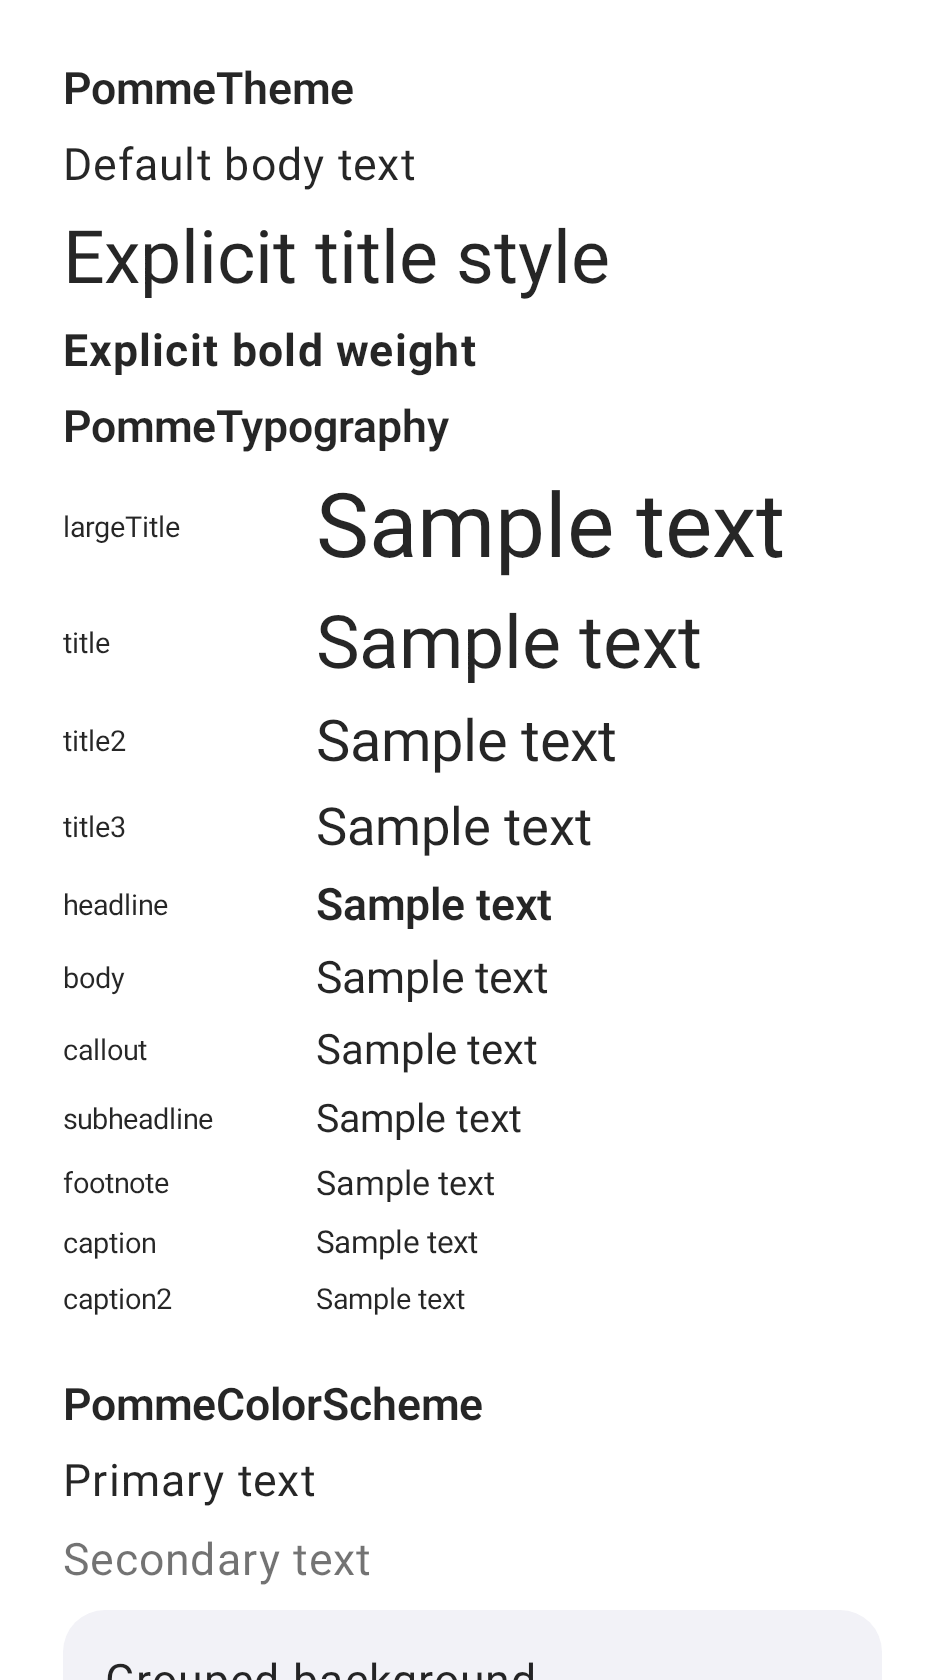 PommeTheme
Default body text
Explicit title style
Explicit bold weight
PommeTypography
largeTitle Sample text
title Sample text
title2 Sample text
title3 Sample text
headline Sample text
body Sample text
callout Sample text
subheadline Sample text
footnote Sample text
caption Sample text
caption2 Sample text
PommeColorScheme
Primary text
Secondary text
Grouped background